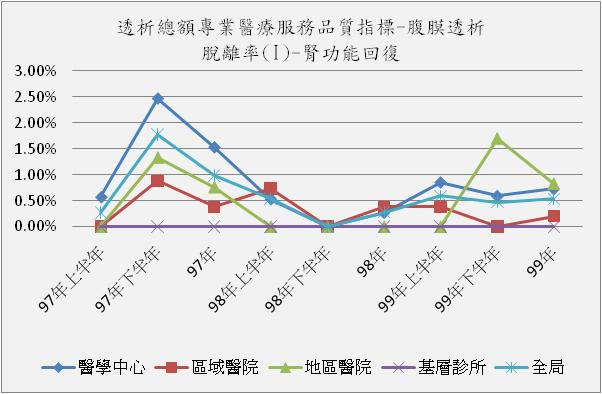 透析總額專業醫療服務品質指標-腹膜透析
脫離率(I)-腎功能回復
3.00%
2.50%
2.00%
1.50%
1.00%
0.50%
0.00%
97年上半年
97年下半年
97年
98年上半年
98年下半年
98年
99年上半年
99年下半年
99年
醫學中心 區域醫院 地區醫院 基層診所 全局